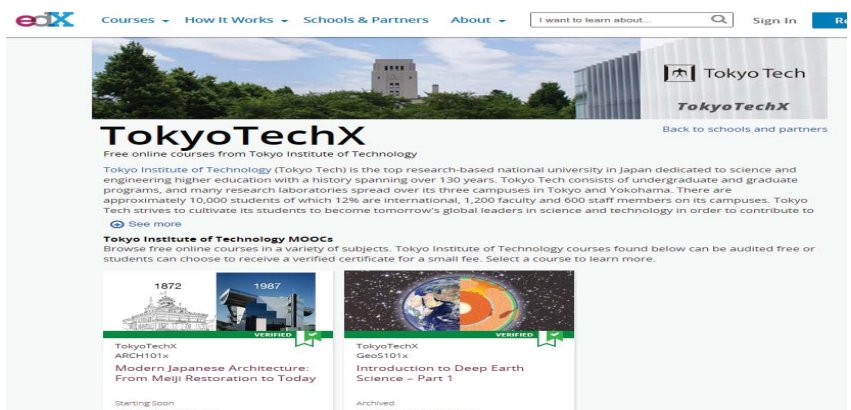 edX Courses How It Works Schools & Partners About I want to learn about... Sign In Re
Tokyo Tech
TokyoTechX
TokyoTechX
Back to schools and partners
Free online courses from Tokyo Institute of Technology
Tokyo Institute of Technology (Tokyo Tech) is the top research-based national university in Japan dedicated to science and
engineering higher education with a history spanning over 130 years. Tokyo Tech consists of undergraduate and graduate
programs, and many research laboratories spread over its three campuses in Tokyo and Yokohama. There are
approximately 10,000 students of which 12% are international, 1,200 faculty and 600 staff members on its campuses. Tokyo
Tech strives to cultivate its students to become tomorrow's global leaders in science and technology in order to contribute to
See more
Tokyo Institute of Technology MOOCs
Browse free online courses in a variety of subjects. Tokyo Institute of Technology courses found below can be audited free or
students can choose to receive a verified certificate for a small fee. Select a course to learn more.
1872 1987
VERIFIED
TokyoTechX
ARCH101x
Modern Japanese Architecture:
From Meiji Restoration to Today
Starting Soon
VERIFIED
TokyoTechX
GeoS101x
Introduction to Deep Earth
Science – Part 1
Archived